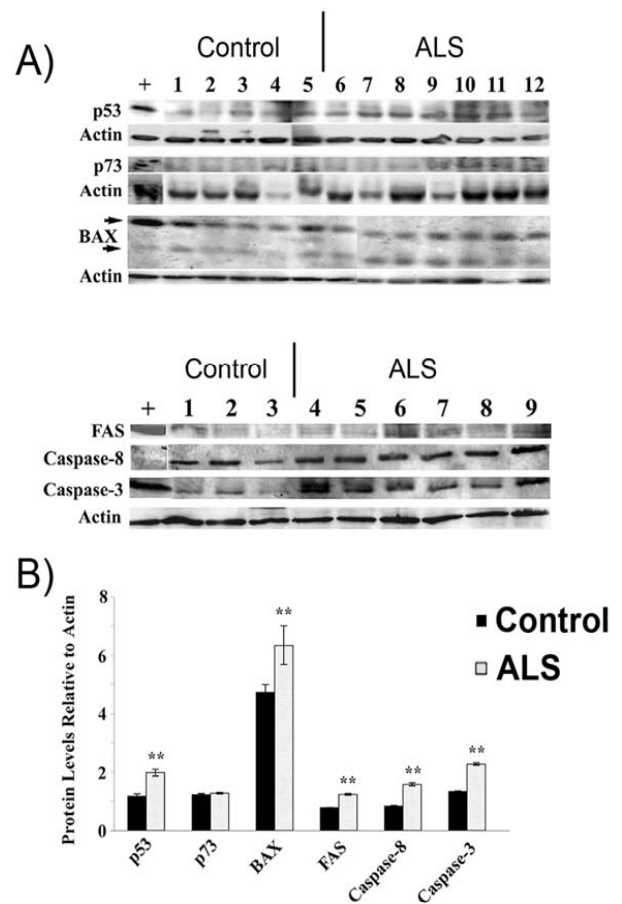 A)
Control ALS
+ 1 2 3 4 5 6 7 8 9 10 11 12
p53
Actin
p73
Actin
BAX
Actin
Control ALS
+ 1 2 3 4 5 6 7 8 9
FAS
Caspase-8
Caspase-3
Actin
B)
Protein Levels Relative to Actin
8
6
4
2
0
** ** ** ** **
Control
ALS
p53 p73 BAX FAS Caspase-8 Caspase-3